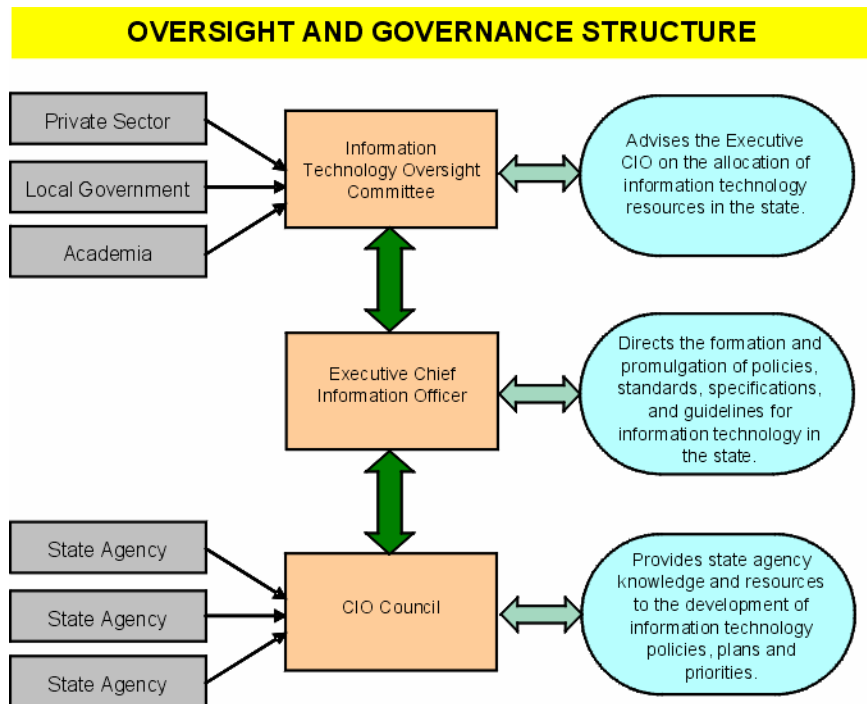 OVERSIGHT AND GOVERNANCE STRUCTURE
Private Sector
Local Government
Academia
Information
Technology Oversight
Committee
Advises the Executive
CIO on the allocation of
information technology
resources in the state.
Executive Chief
Information Officer
Directs the formation and
promulgation of policies,
standards, specifications,
and guidelines for
information technology in
the state.
State Agency
State Agency
State Agency
CIO Council
Provides state agency
knowledge and resources
to the development of
information technology
policies, plans and
priorities.